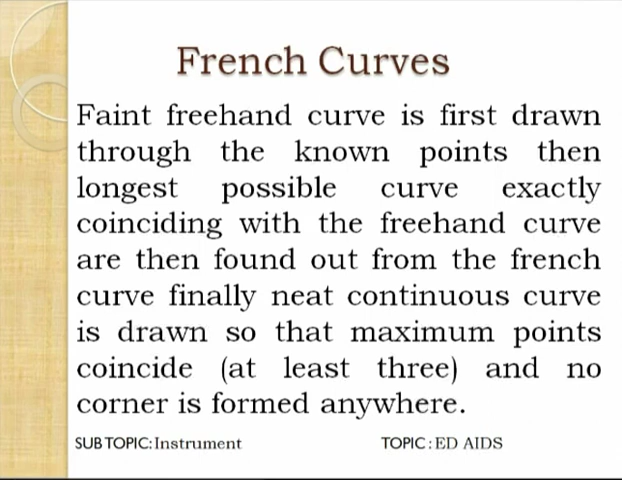 French Curves
Faint freehand curve is first drawn
through the known points then
longest possible curve exactly
coinciding with the freehand curve
are then found out from the french
curve finally neat continuous curve
is drawn so that maximum points
coincide (at least three) and no
corner is formed anywhere.
SUB TOPIC: Instrument TOPIC : ED AIDS